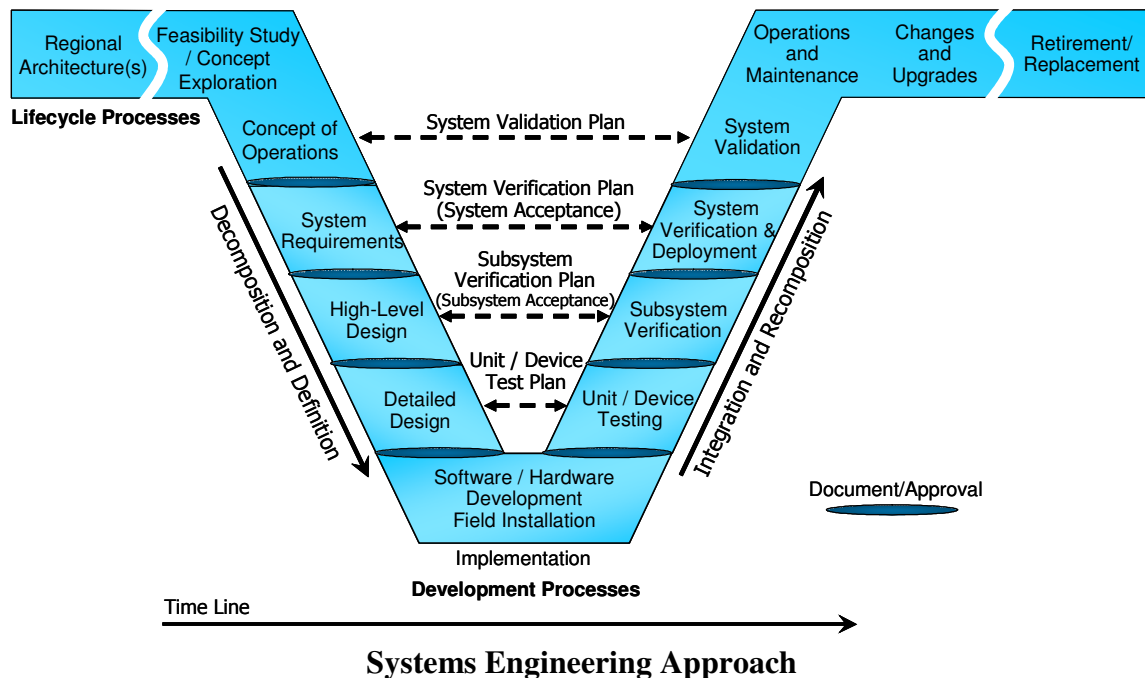 Regional
Architecture(s)
Feasibility Study
/ Concept
Exploration
Operations
and
Maintenance
Changes
and
Upgrades
Retirement/
Replacement
Lifecycle Processes
Concept of
Operations
System Validation Plan
System
Validation
System
Requirements
System Verification Plan
(System Acceptance)
System
Verification &
Deployment
High-Level
Design
Subsystem
Verification Plan
(Subsystem Acceptance)
Subsystem
Verification
Detailed
Design
Unit / Device
Test Plan
Unit / Device
Testing
Decomposition and Definition
Integration and Recomposition
Software / Hardware
Development
Field Installation
Document/Approval
Implementation
Development Processes
Time Line
Systems Engineering Approach